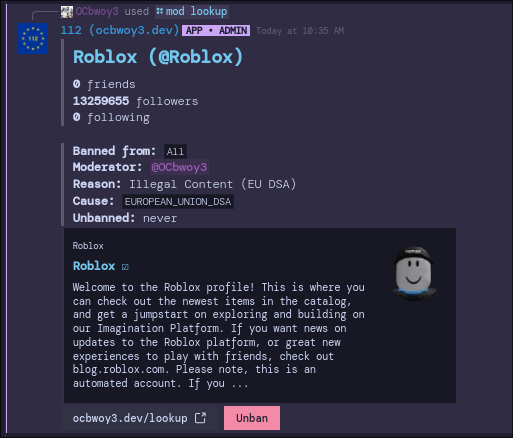 OCbwoy3 used mod lookup
112
112 (ocbwoy3.dev) APP • ADMIN Today at 10:35 AM
Roblox (@Roblox)
0 friends
13259655 followers
0 following
Banned from: All
Moderator: @OCbwoy3
Reason: Illegal Content (EU DSA)
Cause: EUROPEAN_UNION_DSA
Unbanned: never
Roblox
Roblox ☑
Welcome to the Roblox profile! This is where you
can check out the newest items in the catalog,
and get a jumpstart on exploring and building on
our Imagination Platform. If you want news on
updates to the Roblox platform, or great new
experiences to play with friends, check out
blog.roblox.com. Please note, this is an
automated account. If you ...
ocbwoy3.dev/lookup
Unban